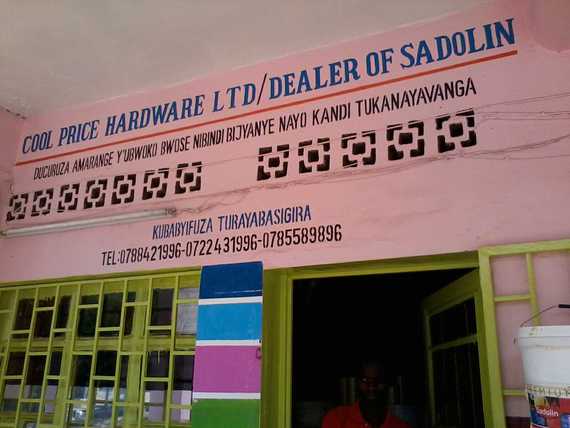 COOL PRICE HARDWARE LTD/DEALER OF SADOLIN
DUCURUZA AMARANGE Y'UBWOKO BWOSE NIBINDI BIJYANYE NAYO KANDI TUKANAYAVANGA
KUBABYIFUZA TURAYABASIGIRA
TEL:0788421996-0722431996-0785589896
Sadolin